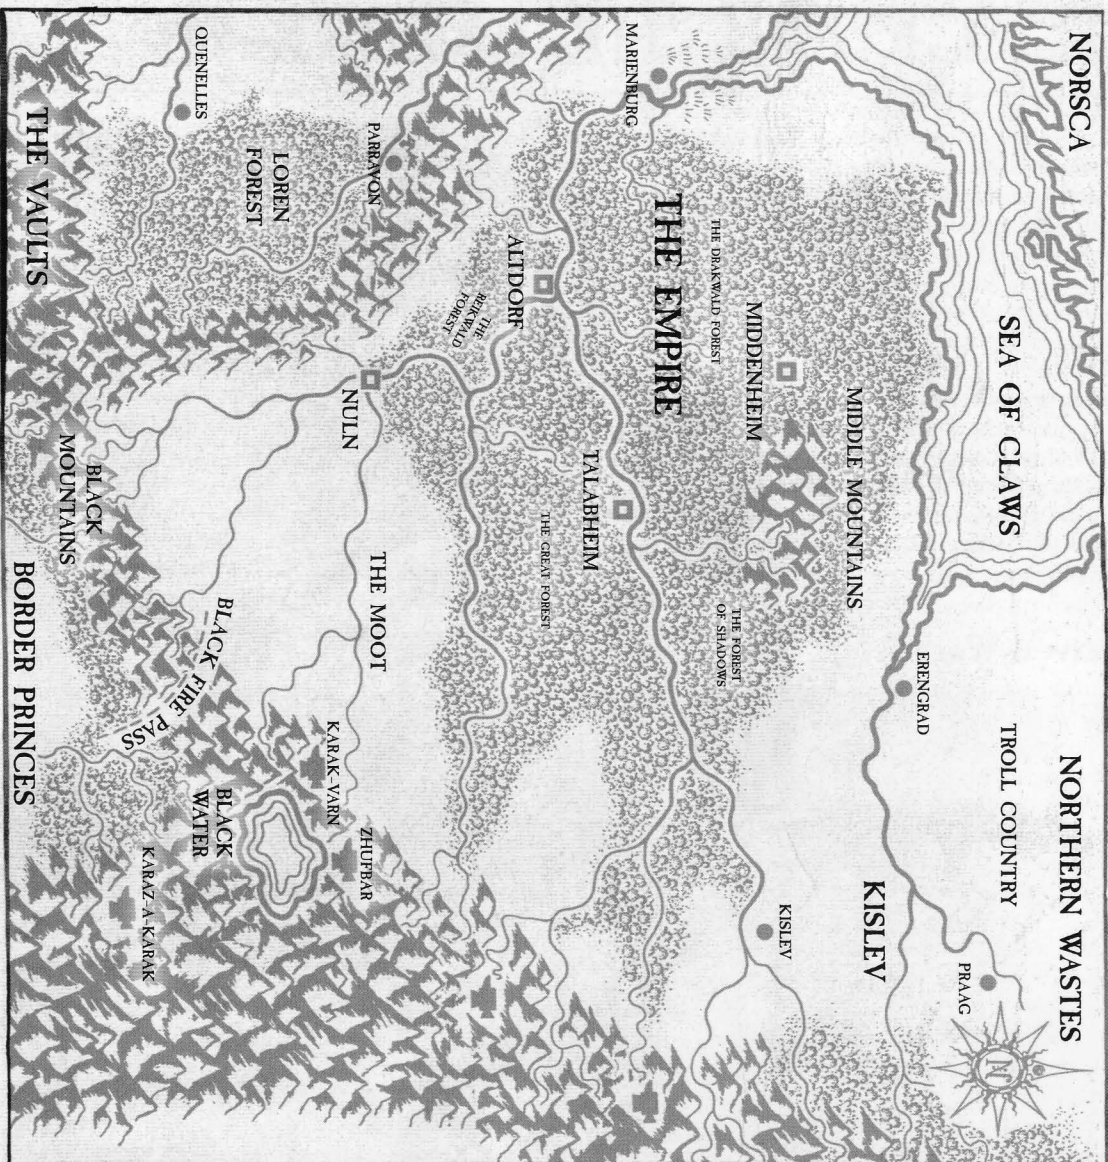 NORSCA
SEA OF CLAWS
NORTHERN WASTES
TROLL COUNTRY
ERENGRAD
PRAAG
N
KISLEV
KISLEV
MIDDLE MOUNTAINS
MIDDENHEIM
THE DRAKWALD FOREST
THE FOREST
OF SHADOWS
MARIENBURG
THE EMPIRE
TALABHEIM
ALTDORF
THE GREAT FOREST
THE
REIKWALD
FOREST
PARRAVON
NULN
THE MOOT
KARAK-VARN
ZHUFBAR
LOREN
FOREST
QUENELLES
BLACK FIRE PASS
BLACK
WATER
KARAZ-A-KARAK
THE VAULTS
BLACK
MOUNTAINS
BORDER PRINCES